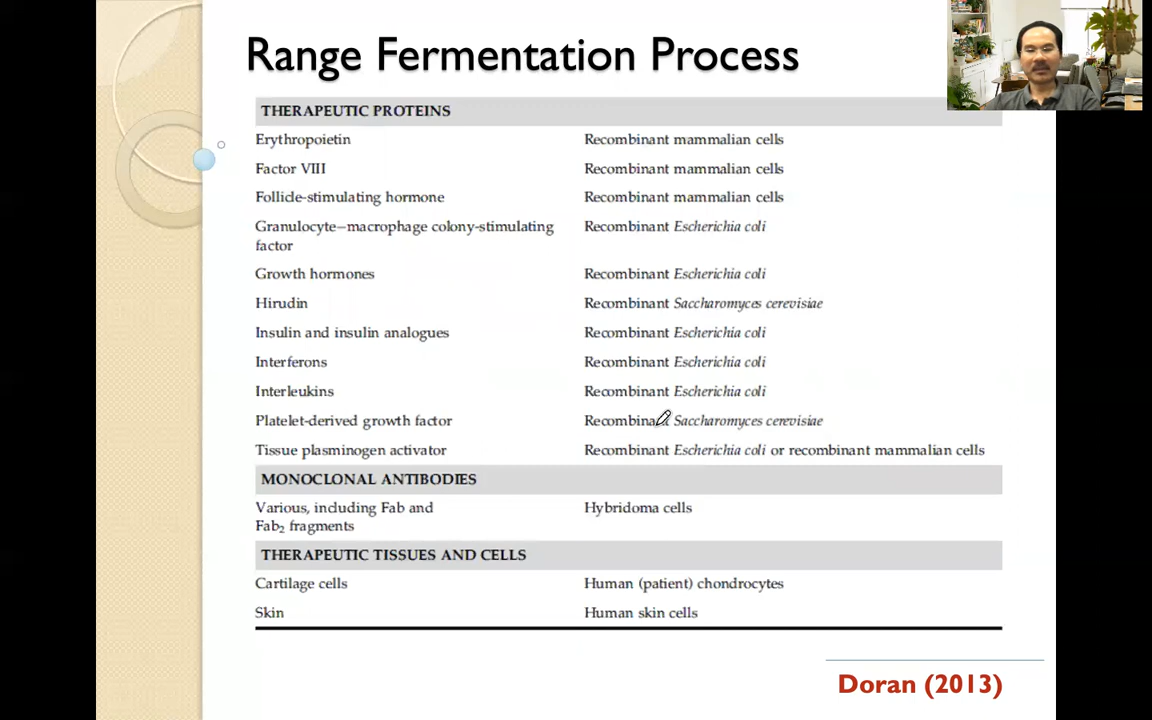 Range Fermentation Process
THERAPEUTIC PROTEINS
Erythropoietin Recombinant mammalian cells
Factor VIII Recombinant mammalian cells
Follicle-stimulating hormone Recombinant mammalian cells
Granulocyte–macrophage colony-stimulating Recombinant Escherichia coli
factor
Growth hormones Recombinant Escherichia coli
Hirudin Recombinant Saccharomyces cerevisiae
Insulin and insulin analogues Recombinant Escherichia coli
Interferons Recombinant Escherichia coli
Interleukins Recombinant Escherichia coli
Platelet-derived growth factor Recombinant Saccharomyces cerevisiae
Tissue plasminogen activator Recombinant Escherichia coli or recombinant mammalian cells
MONOCLONAL ANTIBODIES
Various, including Fab and Hybridoma cells
Fab₂ fragments
THERAPEUTIC TISSUES AND CELLS
Cartilage cells Human (patient) chondrocytes
Skin Human skin cells
Doran (2013)